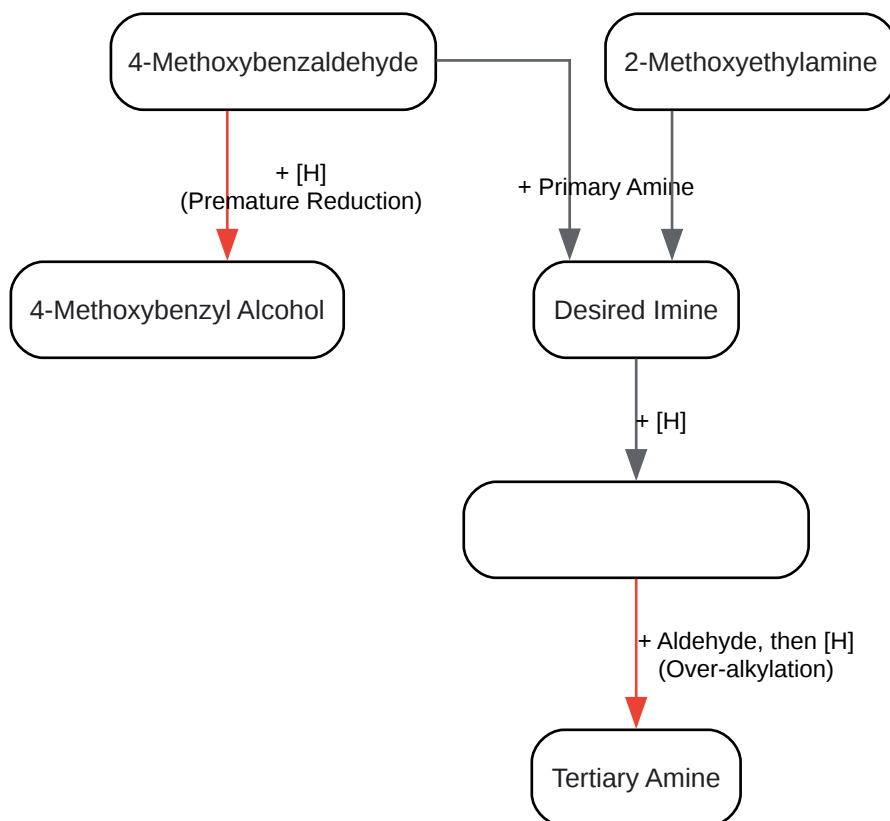 4-Methoxybenzaldehyde
2-Methoxyethylamine
+ [H]
(Premature Reduction)
+ Primary Amine
4-Methoxybenzyl Alcohol
Desired Imine
+ [H]
+ Aldehyde, then [H]
(Over-alkylation)
Tertiary Amine